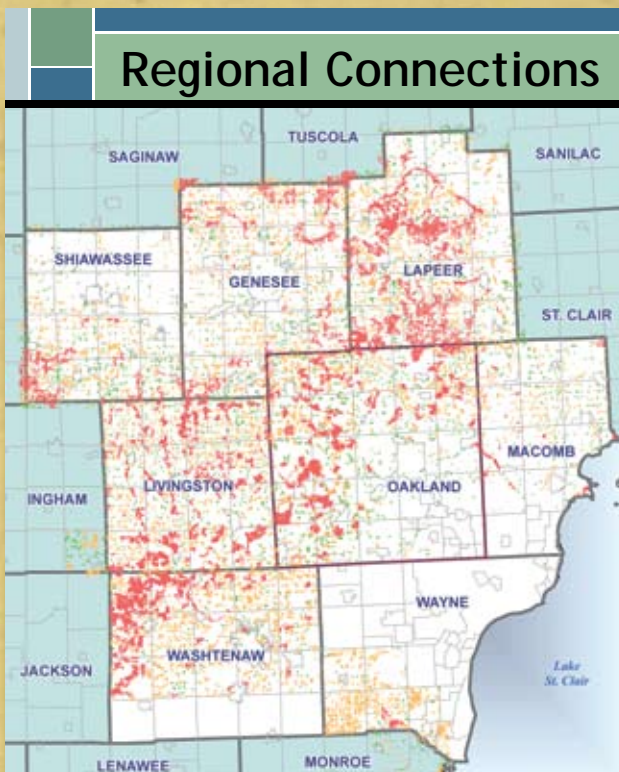 Regional Connections
TUSCOLA
SAGINAW
SANILAC
SHIAWASSEE
GENESEE
LAPEER
ST. CLAIR
MACOMB
LIVINGSTON
OAKLAND
INGHAM
WAYNE
WASHTENAW
JACKSON
Lake
St. Clair
LENAWEE
MONROE